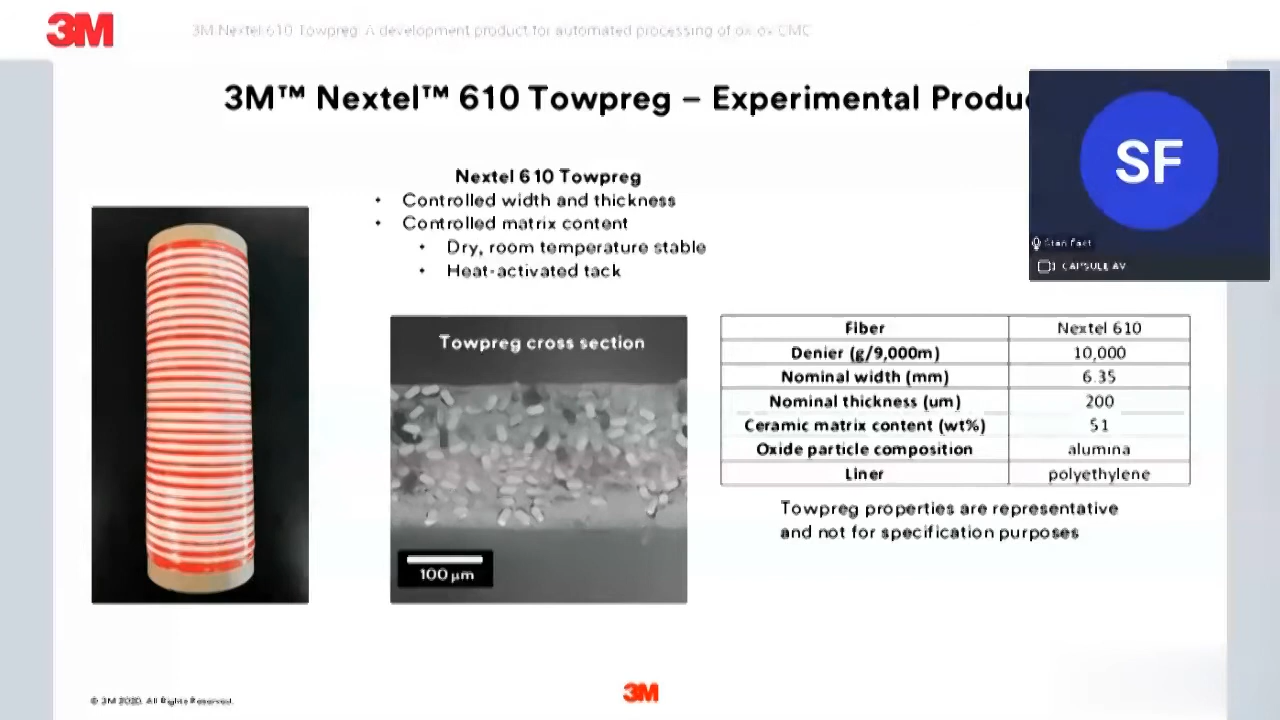 3M
3M Nextel 610 Towpreg: A development product for automated processing of ox-ox CMC
3M™ Nextel™ 610 Towpreg – Experimental Produ
SF
Stan Fast
CAPSULE AV
Nextel 610 Towpreg
• Controlled width and thickness
• Controlled matrix content
• Dry, room temperature stable
• Heat-activated tack
Towpreg cross section
100 µm
Fiber Nextel 610
Denier (g/9,000m) 10,000
Nominal width (mm) 6.35
Nominal thickness (um) 200
Ceramic matrix content (wt%) 51
Oxide particle composition alumina
Liner polyethylene
Towpreg properties are representative
and not for specification purposes
© 3M 2020. All Rights Reserved.
3M